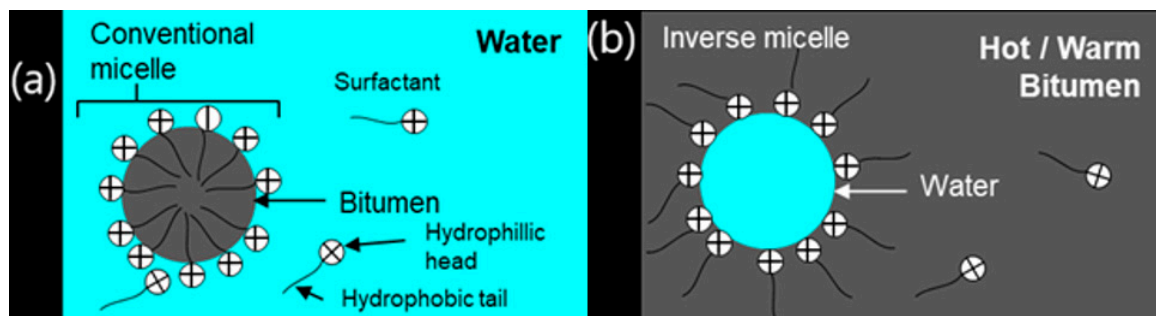 (a)
Conventional
micelle
Water
Surfactant
Bitumen
Hydrophillic
head
Hydrophobic tail
(b)
Inverse micelle
Hot / Warm
Bitumen
Water